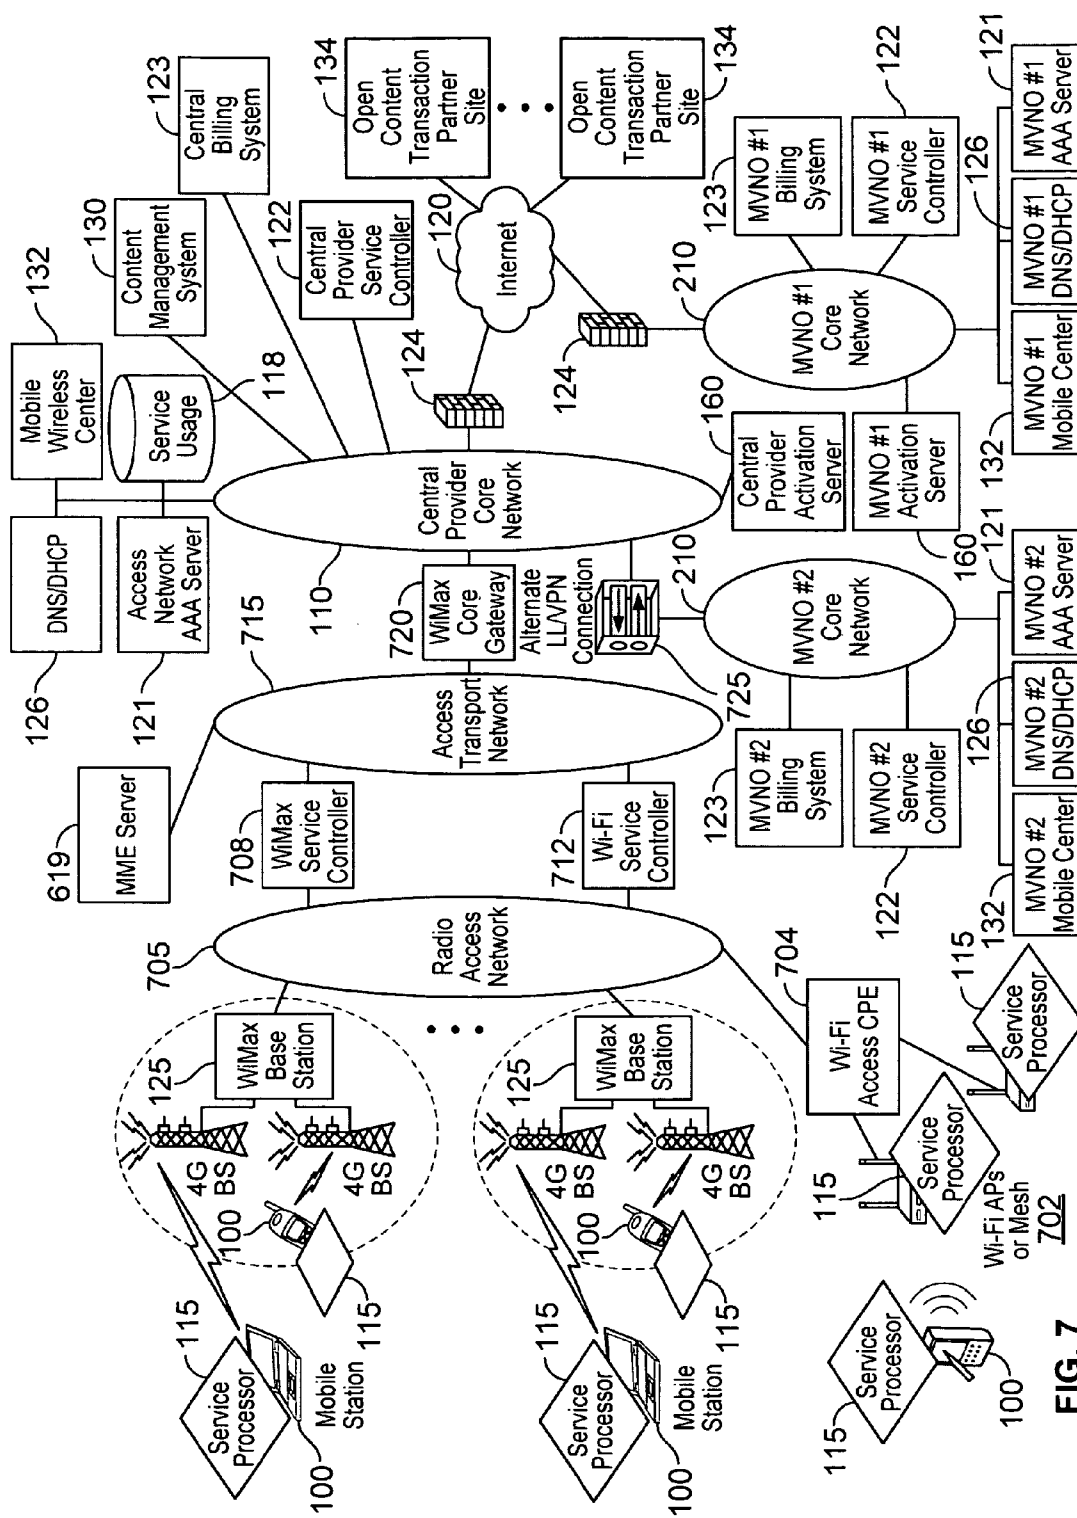 132
Mobile
Wireless
Center
DNS/DHCP
126
118
Service
Usage
Access
Network
AAA Server
121
130
Content
Management
System
123
Central
Billing
System
122
Central
Provider
Service
Controller
134
Open
Content
Transaction
Partner
Site
Open
Content
Transaction
Partner
Site
134
120
Internet
124
124
Central
Provider
Core
Network
110
160
Central
Provider
Activation
Server
720
WiMax
Core
Gateway
Alternate
LL/VPN
Connection
725
715
Access
Transport
Network
619
MME Server
708
WiMax
Service
Controller
712
Wi-Fi
Service
Controller
705
Radio
Access
Network
210
MVNO #1
Core
Network
123
MVNO #1
Billing
System
122
MVNO #1
Service
Controller
MVNO #1
Activation
Server
160
132
MVNO #1
Mobile Center
126
MVNO #1
DNS/DHCP
121
MVNO #1
AAA Server
210
MVNO #2
Core
Network
123
MVNO #2
Billing
System
122
MVNO #2
Service
Controller
132
MVNO #2
Mobile Center
126
MVNO #2
DNS/DHCP
121
MVNO #2
AAA Server
125
WiMax
Base
Station
4G
BS
4G
BS
100
115
115
Service
Processor
Mobile
Station
100
125
WiMax
Base
Station
4G
BS
4G
BS
100
115
115
Service
Processor
Mobile
Station
100
704
Wi-Fi
Access CPE
115
Service
Processor
115
Service
Processor
Wi-Fi APs
or Mesh
702
115
Service
Processor
100
FIG. 7